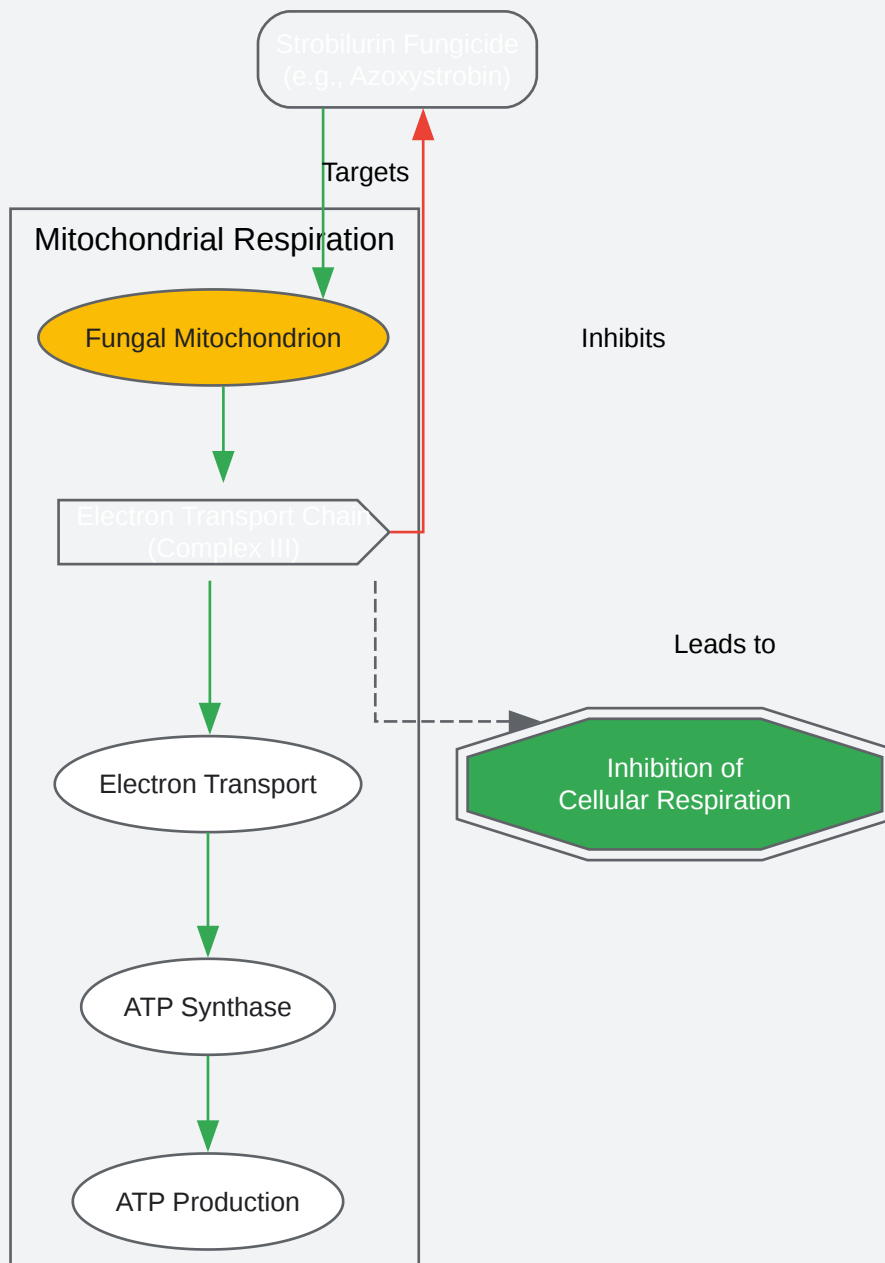 Strobilurin Fungicide
(e.g., Azoxystrobin)
Targets
Mitochondrial Respiration
Fungal Mitochondrion
Inhibits
Electron Transport Chain
(Complex III)
Leads to
Electron Transport
Inhibition of
Cellular Respiration
ATP Synthase
ATP Production